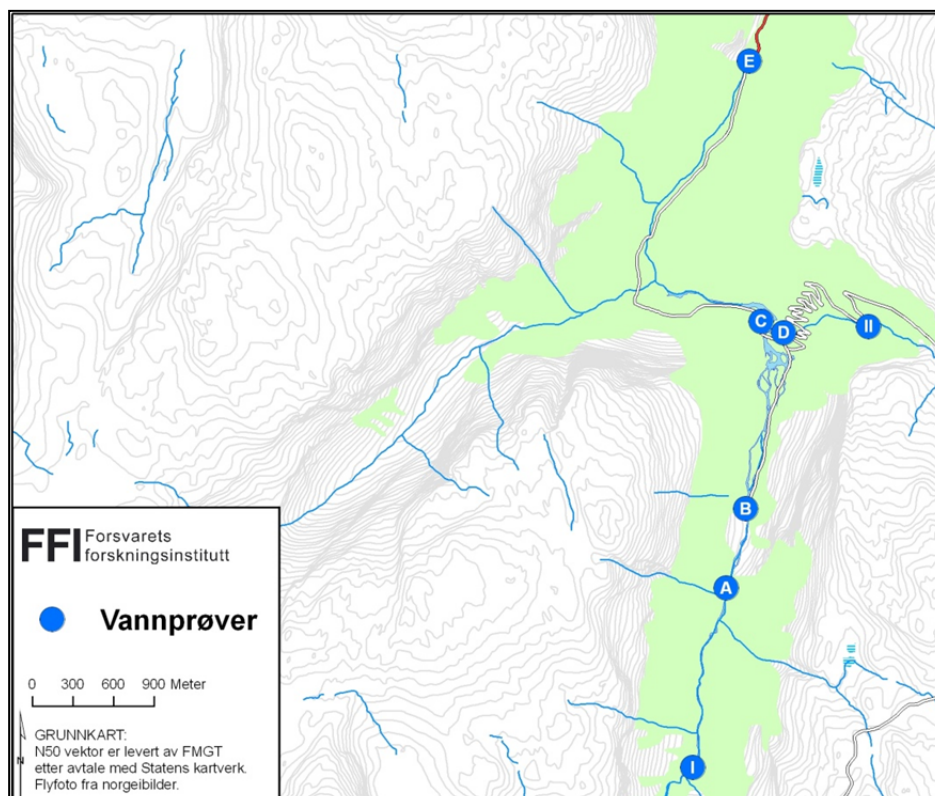 E
C
D
II
B
A
I
FFI Forsvarets
forskningsinstitutt
Vannprøver
0 300 600 900 Meter
N
GRUNNKART:
N50 vektor er levert av FMGT
etter avtale med Statens kartverk.
Flyfoto fra norgeibilder.